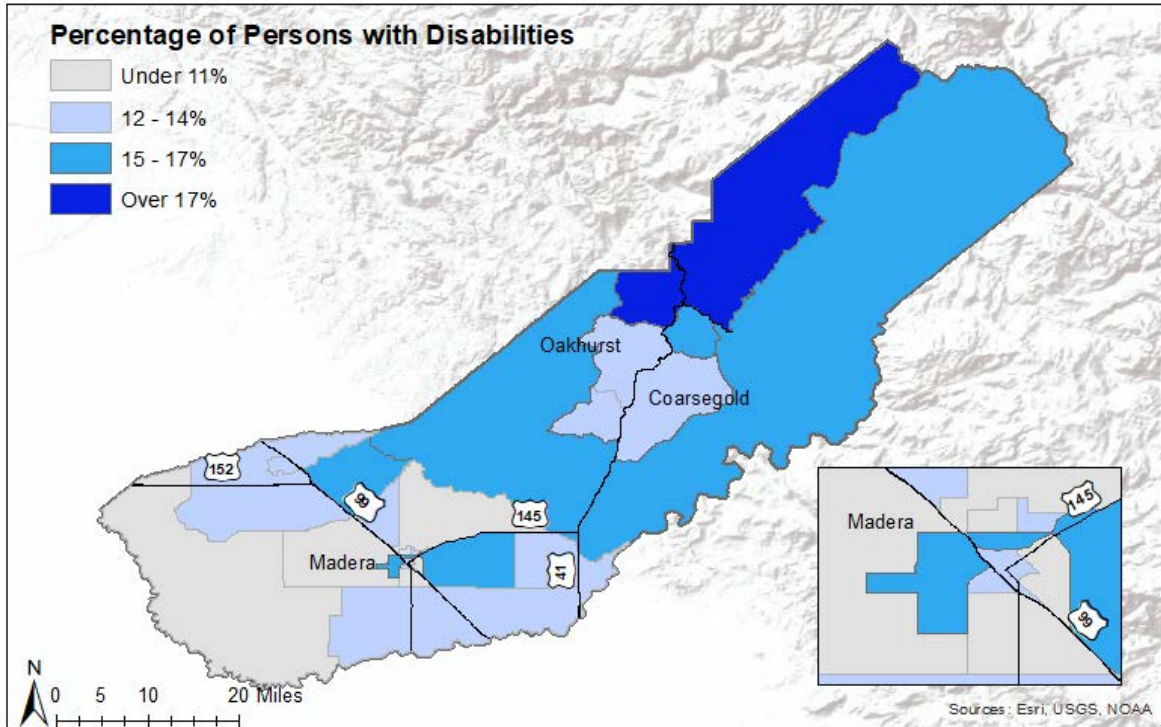 Percentage of Persons with Disabilities
Under 11%
12 - 14%
15 - 17%
Over 17%
Oakhurst
Coarsegold
152
99
145
Madera
41
Madera
145
99
N
0 5 10 20 Miles
Sources: Esri, USGS, NOAA